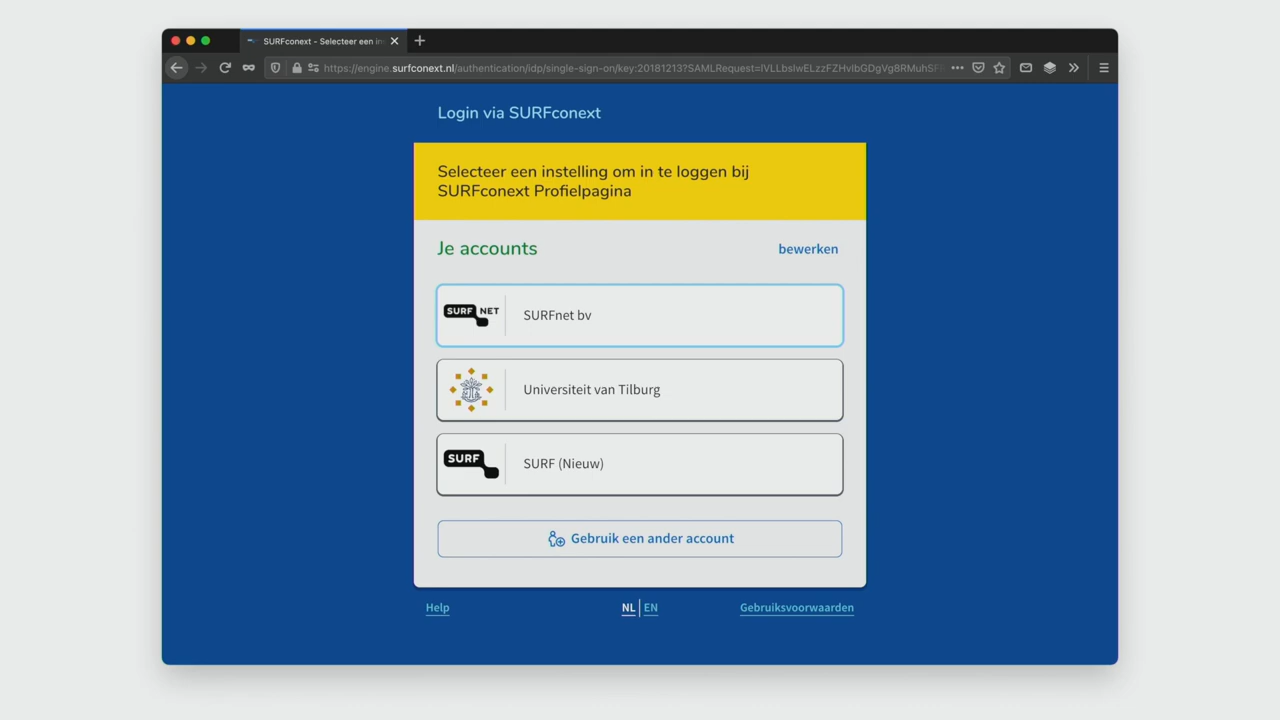 SURFconext - Selecteer een in
https://engine.surfconext.nl/authentication/idp/single-sign-on/key:20181213?SAMLRequest=
Login via SURFconext
Selecteer een instelling om in te loggen bij
SURFconext Profielpagina
Je accounts
bewerken
SURF NET
SURFnet bv
Universiteit van Tilburg
SURF
SURF (Nieuw)
Gebruik een ander account
Help
NL EN
Gebruiksvoorwaarden